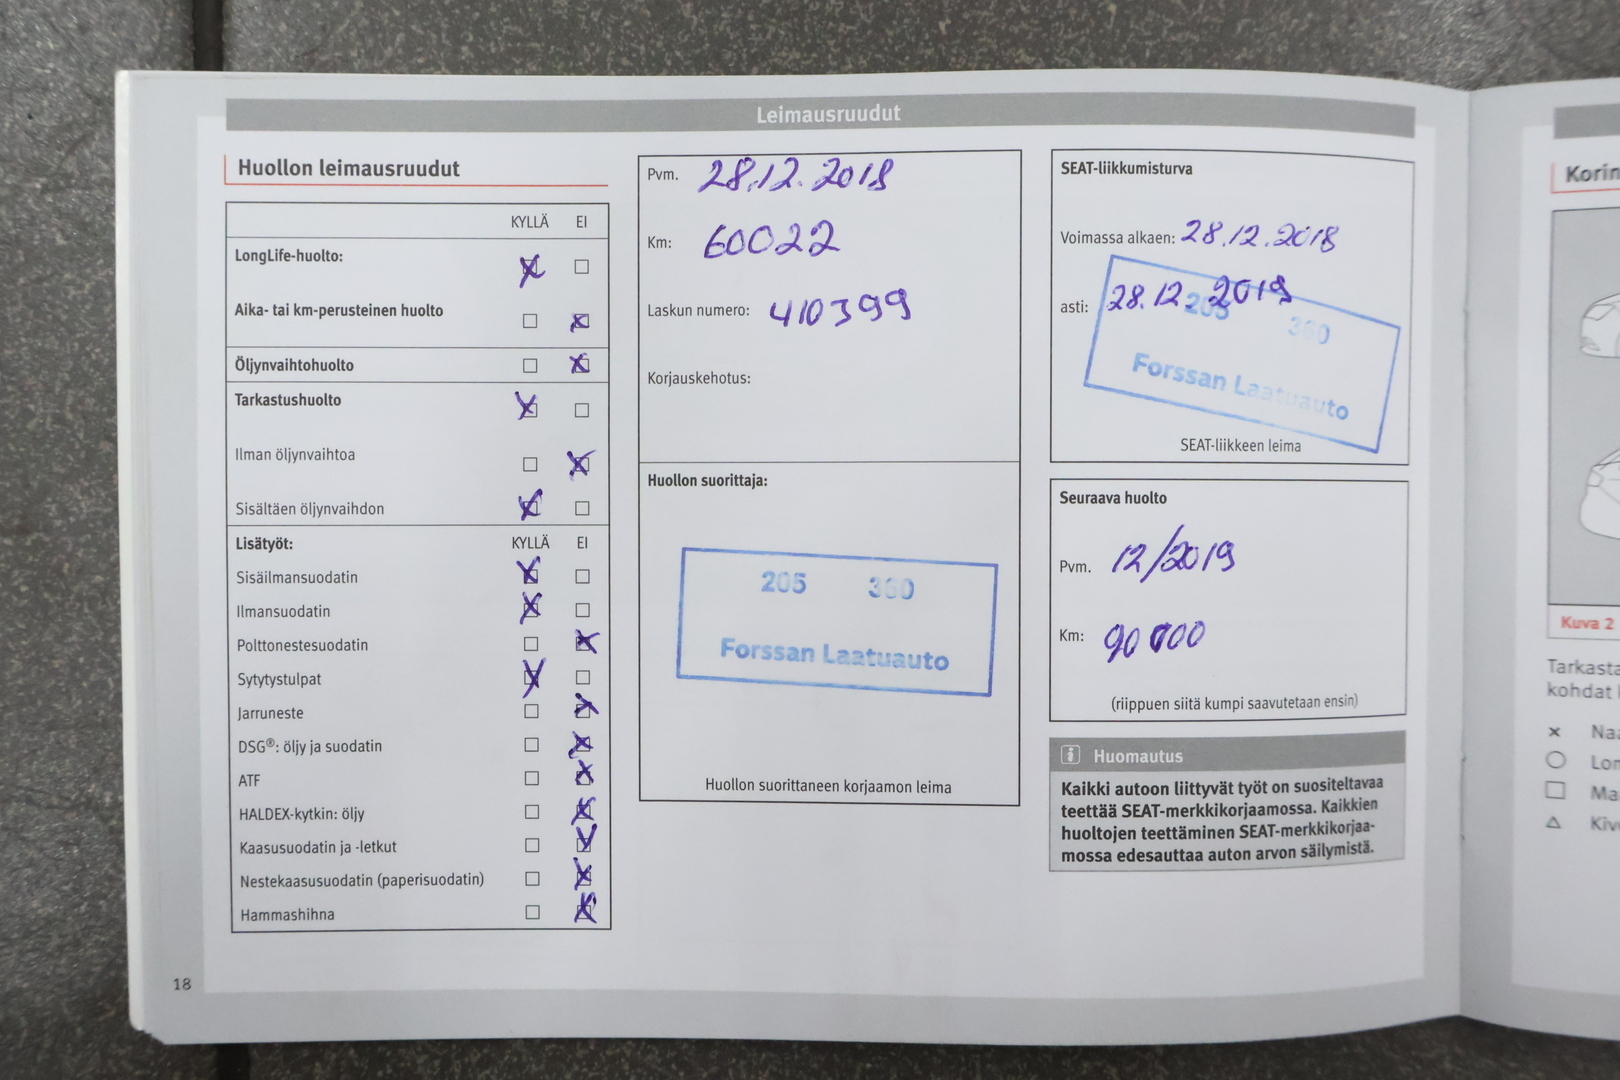 Leimausruudut
Huollon leimausruudut
KYLLÄ EI
LongLife-huolto:
Aika- tai km-perusteinen huolto
Öljynvaihtohuolto
Tarkastushuolto
Ilman öljynvaihtoa
Sisältäen öljynvaihdon
Lisätyöt: KYLLÄ EI
Sisäilmansuodatin
Ilmansuodatin
Polttonestesuodatin
Sytytystulpat
Jarruneste
DSG®: öljy ja suodatin
ATF
HALDEX-kytkin: öljy
Kaasusuodatin ja -letkut
Nestekaasusuodatin (paperisuodatin)
Hammashihna
18
Pvm. 28.12.2018
Km: 60022
Laskun numero: 410399
Korjauskehotus:
Huollon suorittaja:
205 360
Forssan Laatuauto
Huollon suorittaneen korjaamon leima
SEAT-liikkumisturva
Voimassa alkaen: 28.12.2018
asti: 28.12.2019
205 360
Forssan Laatuauto
SEAT-liikkeen leima
Seuraava huolto
Pvm. 12/2019
Km: 90 000
(riippuen siitä kumpi saavutetaan ensin)
i Huomautus
Kaikki autoon liittyvät työt on suositeltavaa
teettää SEAT-merkkikorjaamossa. Kaikkien
huoltojen teettäminen SEAT-merkkikorjaa-
mossa edesauttaa auton arvon säilymistä.
Kuva 2
kohdat